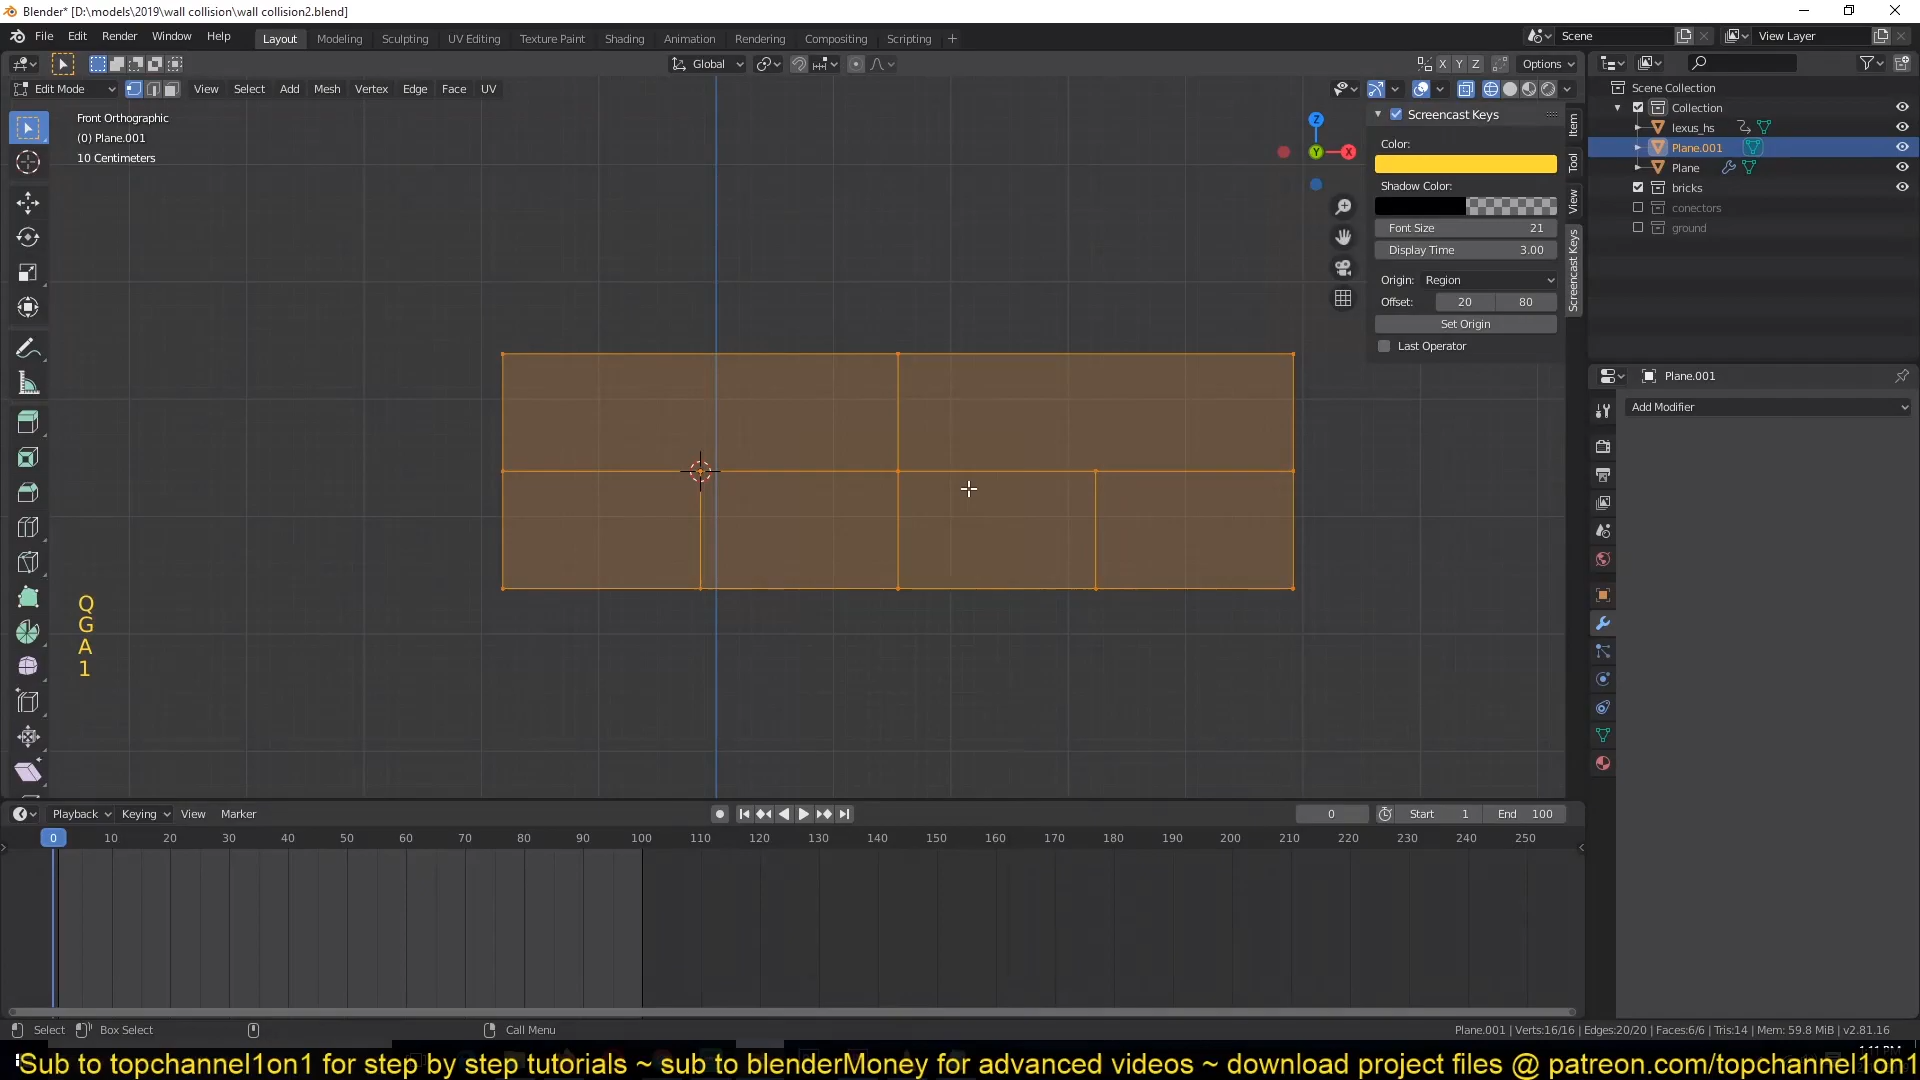 Blender* [D:\models\2019\wall collision\wall collision2.blend]
File Edit Render Window Help Layout Modeling Sculpting UV Editing Texture Paint Shading Animation Rendering Compositing Scripting + Scene View Layer
Global X Y Z Options
Edit Mode View Select Add Mesh Vertex Edge Face UV
Scene Collection
Collection
lexus_hs
Plane.001
Plane
bricks
conectors
ground
Front Orthographic
(0) Plane.001
10 Centimeters
Z
Y
X
Screencast Keys
Color:
Shadow Color:
Font Size 21
Display Time 3.00
Origin: Region
Offset: 20 80
Set Origin
Last Operator
Item
Tool
View
Screencast Keys
Plane.001
Add Modifier
Q
G
A
1
Playback Keying View Marker 0 Start 1 End 100
0 10 20 30 40 50 60 70 80 90 100 110 120 130 140 150 160 170 180 190 200 210 220 230 240 250
Select Box Select Call Menu Plane.001 | Verts:16/16 | Edges:20/20 | Faces:6/6 | Tris:14 | Mem: 59.8 MiB | v2.81.16
Sub to topchannel1on1 for step by step tutorials ~ sub to blenderMoney for advanced videos ~ download project files @ patreon.com/topchannel1on1